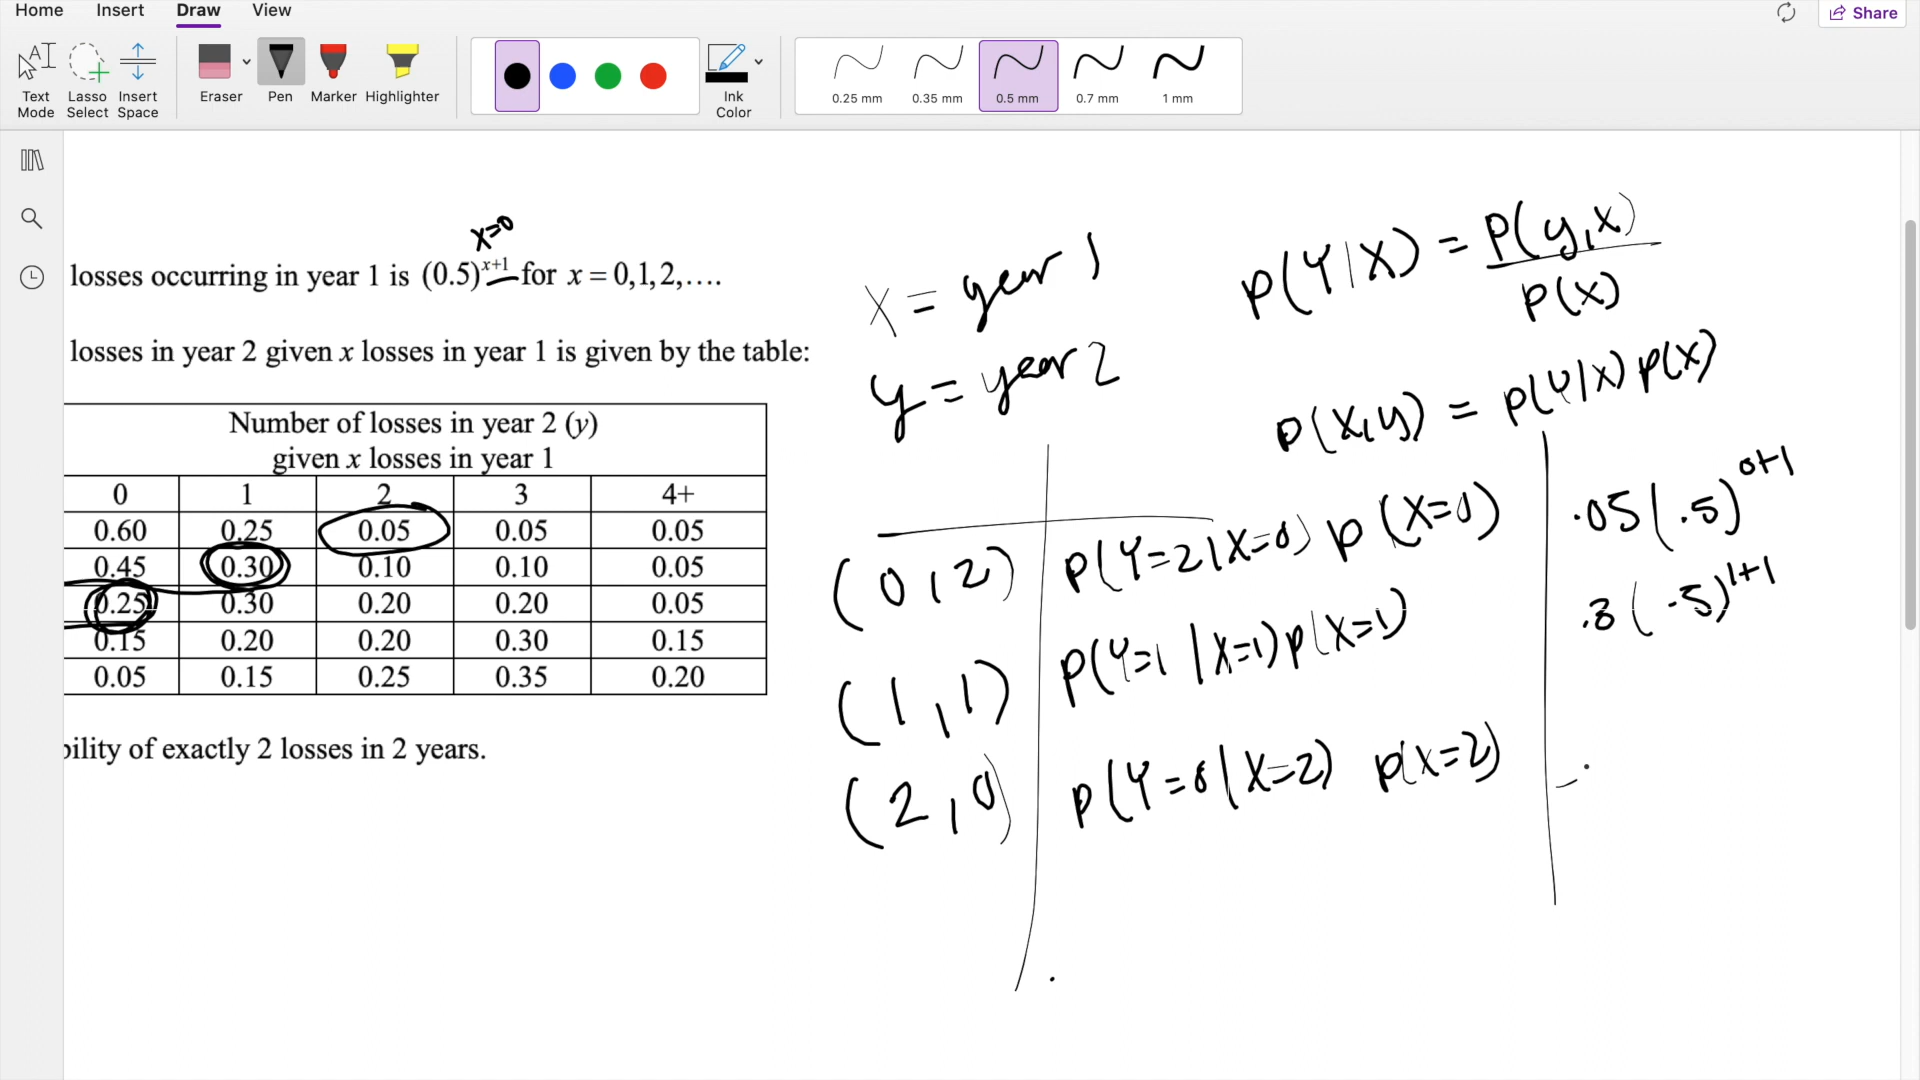 Home Insert Draw View Share
Text Mode Lasso Select Insert Space Eraser Pen Marker Highlighter Ink Color 0.25 mm 0.35 mm 0.5 mm 0.7 mm 1 mm
x=0
losses occurring in year 1 is (0.5)^{x+1} for x = 0,1,2,….
losses in year 2 given x losses in year 1 is given by the table:
Number of losses in year 2 (y)
given x losses in year 1
0 1 2 3 4+
0.60 0.25 0.05 0.05 0.05
0.45 0.30 0.10 0.10 0.05
0.25 0.30 0.20 0.20 0.05
0.15 0.20 0.20 0.30 0.15
0.05 0.15 0.25 0.35 0.20
bility of exactly 2 losses in 2 years.
X = year 1
y = year 2
P(Y|X) = P(y,x) / P(x)
P(X,y) = P(Y|X) P(X)
(0,2) P(Y=2|X=0) P(X=0) .05(.5)^{0+1}
(1,1) P(Y=1|X=1) P(X=1) .3(.5)^{1+1}
(2,0) P(Y=0|X=2) P(X=2)